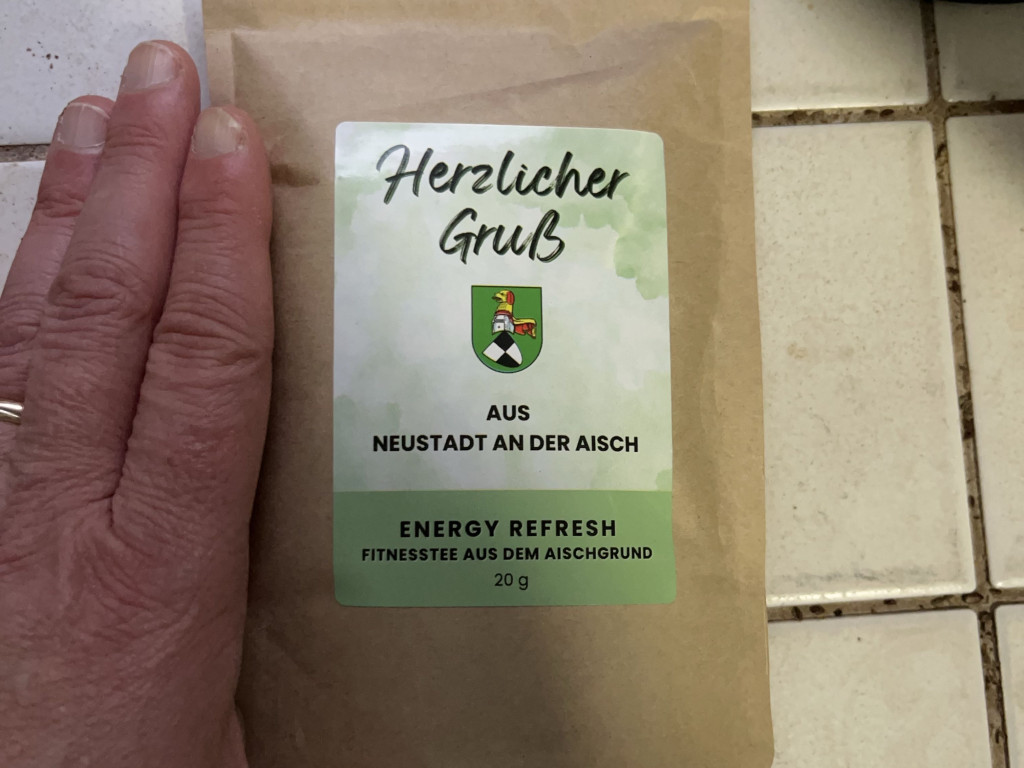 Herzlicher
Gruß
AUS
NEUSTADT AN DER AISCH
ENERGY REFRESH
FITNESSTEE AUS DEM AISCHGRUND
20 g